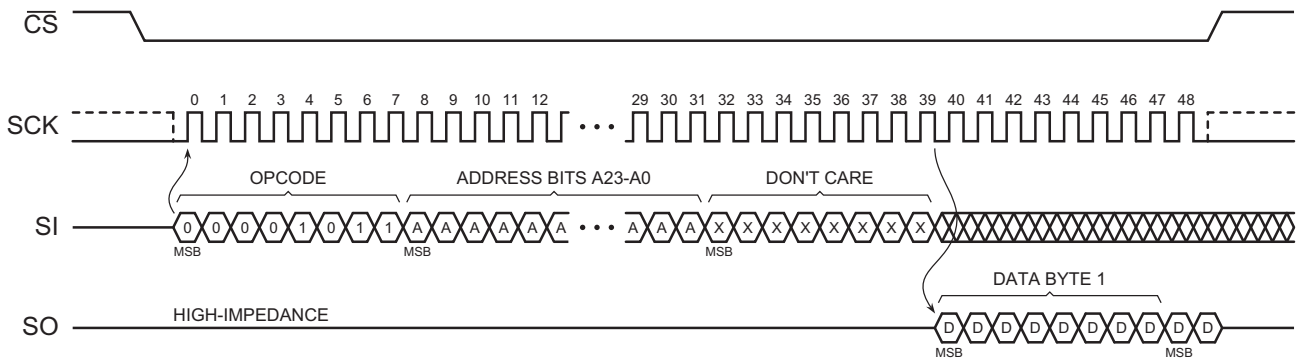 CS
0 1 2 3 4 5 6 7 8 9 10 11 12 29 30 31 32 33 34 35 36 37 38 39 40 41 42 43 44 45 46 47 48
SCK
OPCODE ADDRESS BITS A23-A0 DON'T CARE
SI 0 0 0 0 1 0 1 1 A A A A A A A A A X X X X X X X X
MSB MSB MSB
DATA BYTE 1
HIGH-IMPEDANCE
SO D D D D D D D D D D
MSB MSB